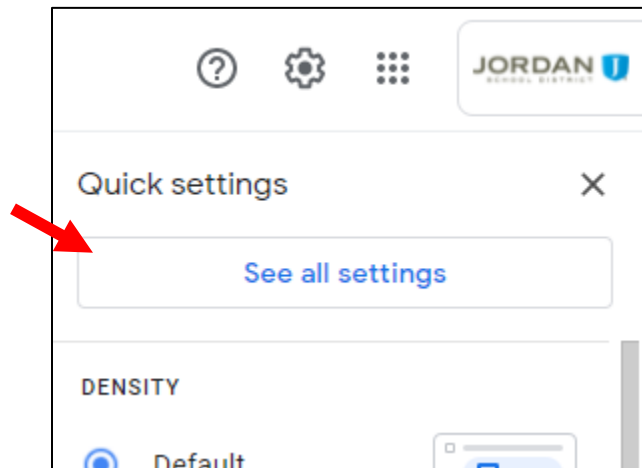 JORDAN
SCHOOL DISTRICT
Quick settings
See all settings
DENSITY
Default